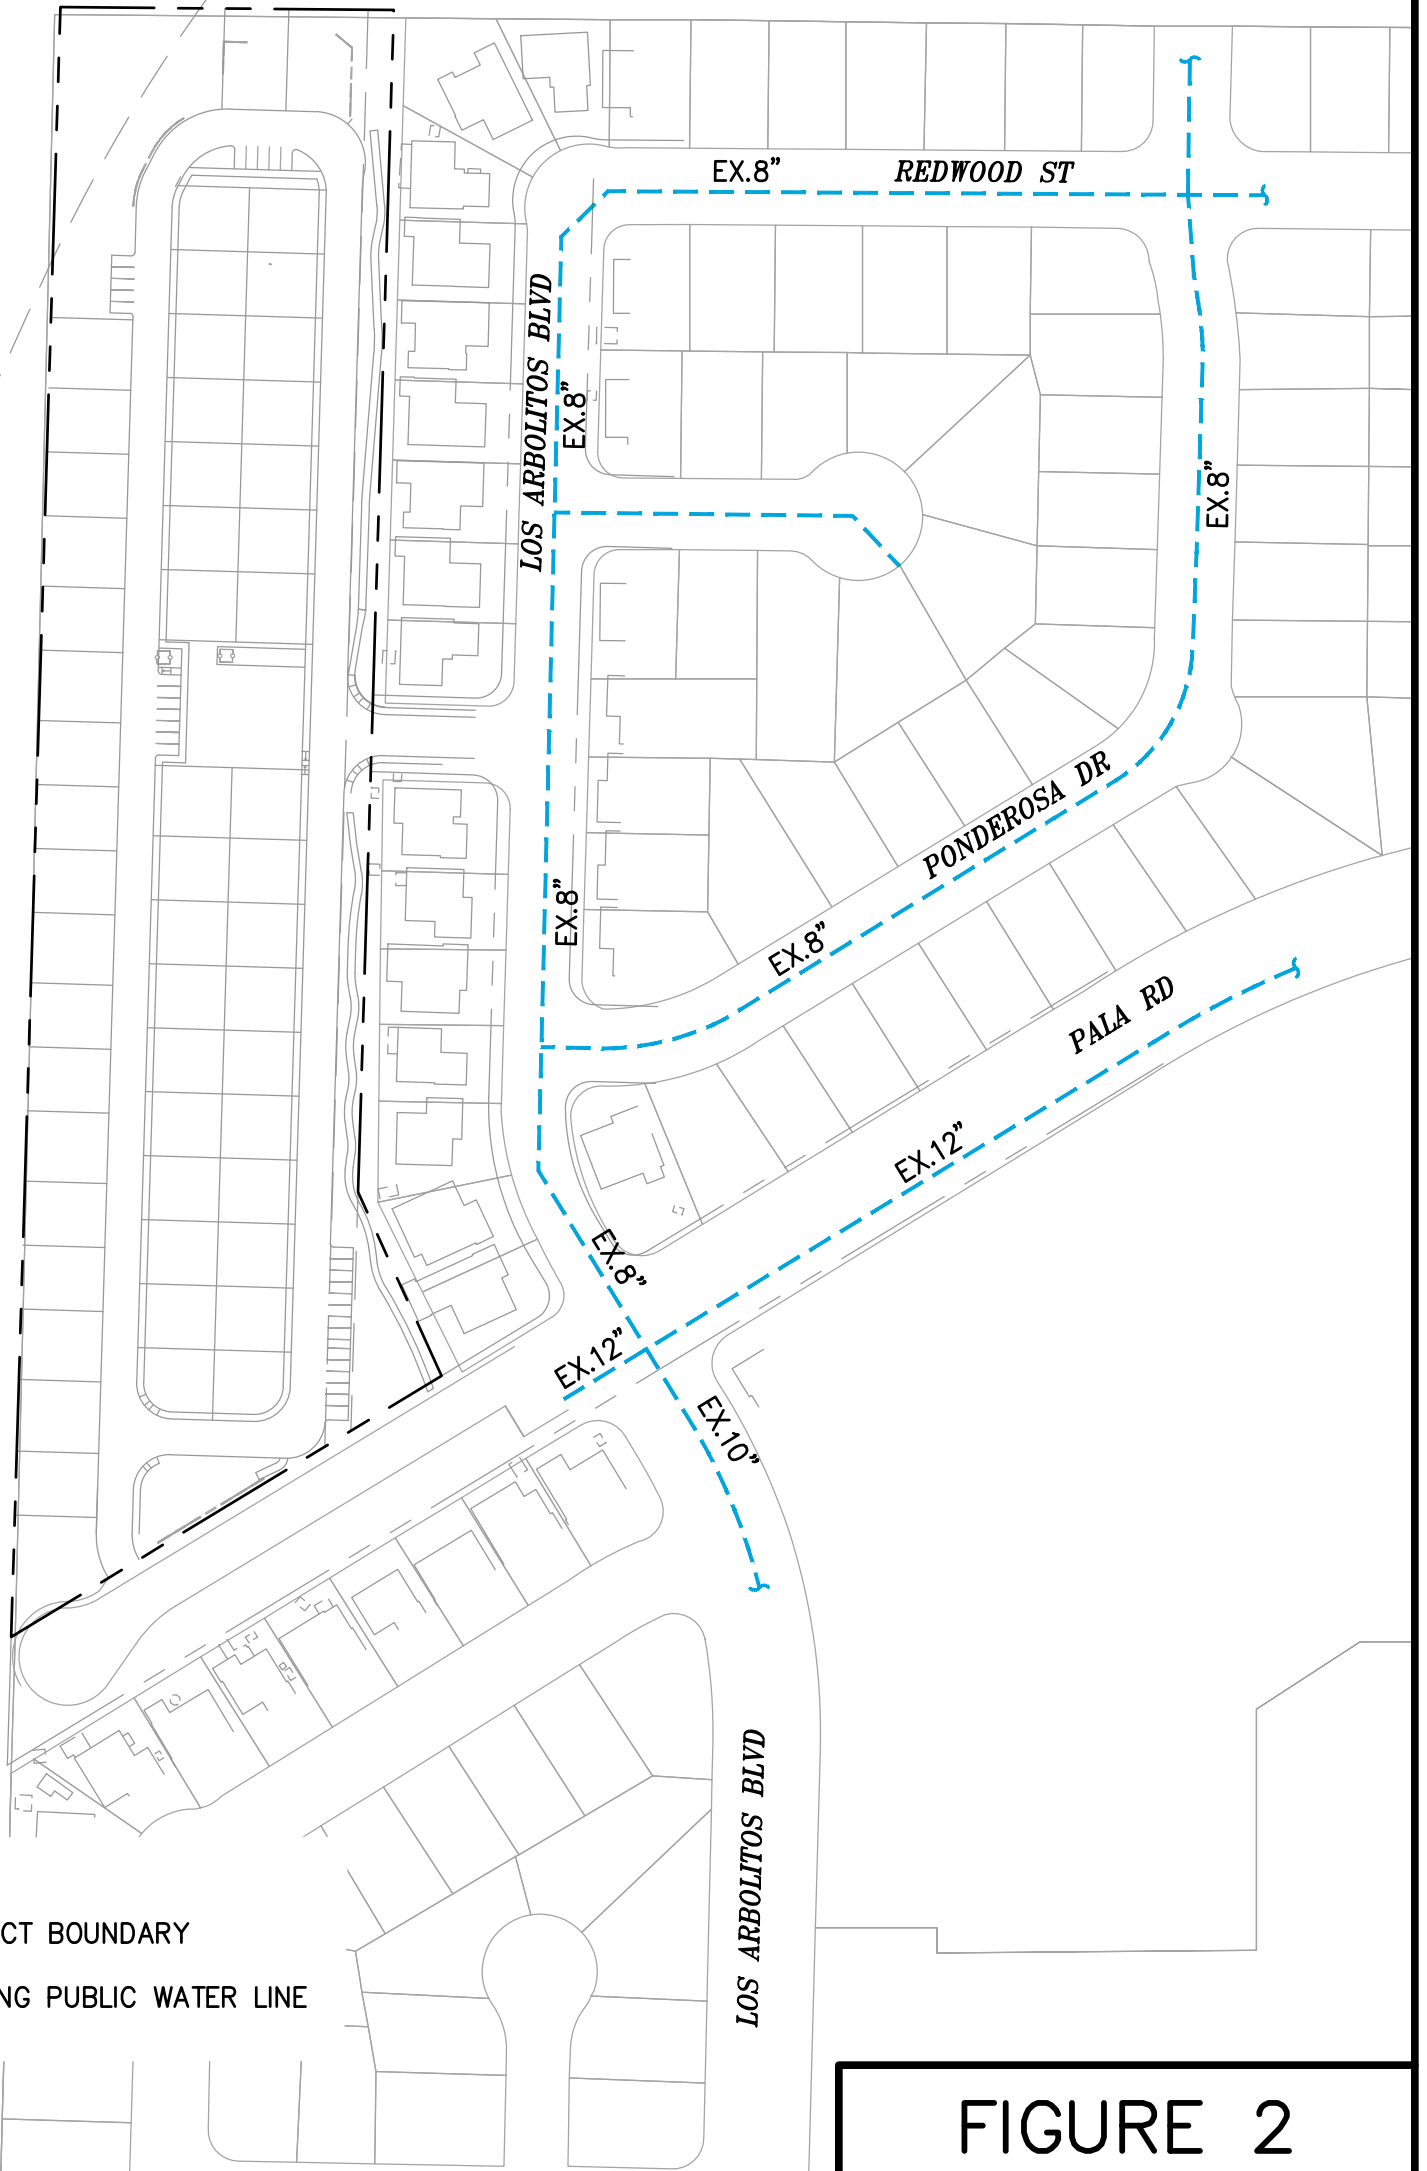 EX.8”
REDWOOD ST
LOS ARBOLITOS BLVD
EX.8”
EX.8”
PONDEROSA DR
EX.8”
EX.8”
PALA RD
EX.12”
EX.8”
EX.12”
EX.10”
LOS ARBOLITOS BLVD
CT BOUNDARY
NG PUBLIC WATER LINE
FIGURE 2